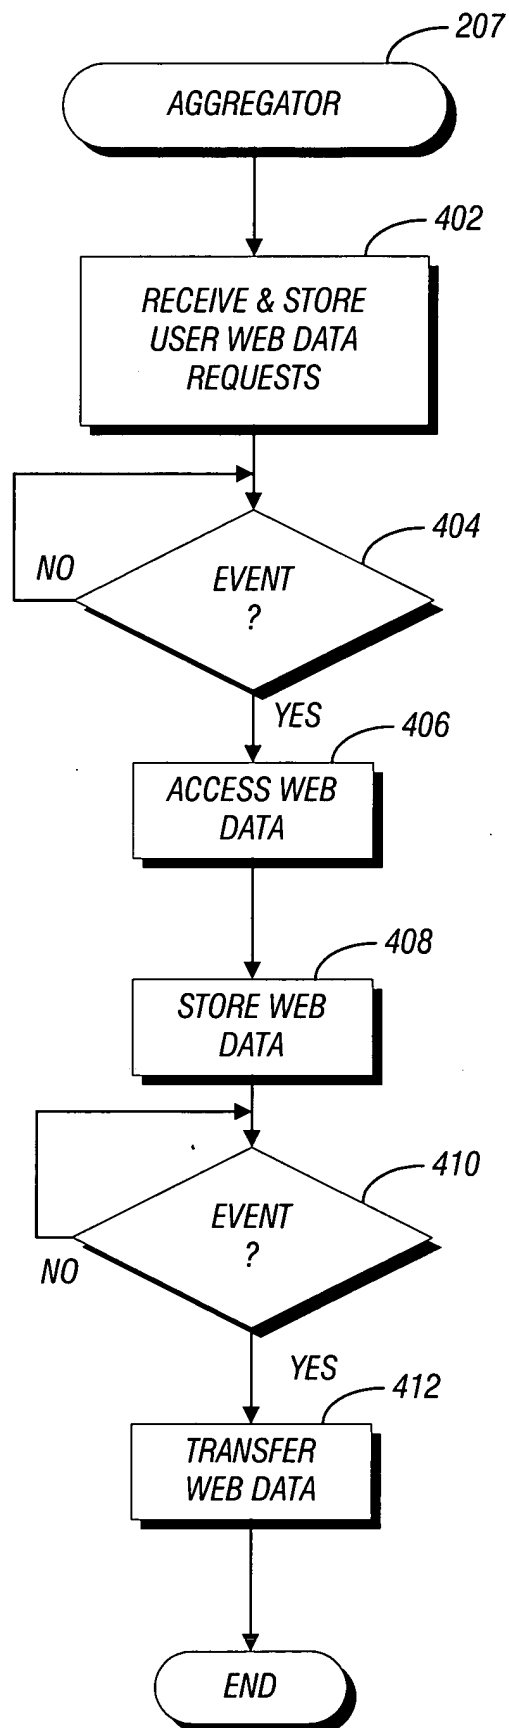 207
AGGREGATOR
402
RECEIVE & STORE
USER WEB DATA
REQUESTS
404
NO
EVENT
?
YES
406
ACCESS WEB
DATA
408
STORE WEB
DATA
410
EVENT
?
NO
YES
412
TRANSFER
WEB DATA
END